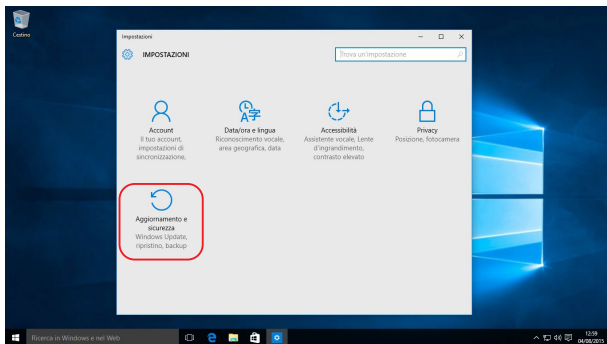 Cestino
Impostazioni
IMPOSTAZIONI
Trova un'impostazione
Account
Il tuo account,
impostazioni di
sincronizzazione,
Data/ora e lingua
Riconoscimento vocale,
area geografica, data
Accessibilità
Assistente vocale, Lente
d'ingrandimento,
contrasto elevato
Privacy
Posizione, fotocamera
Aggiornamento e
sicurezza
Windows Update,
ripristino, backup
Ricerca in Windows e nel Web
12:59
04/08/2015